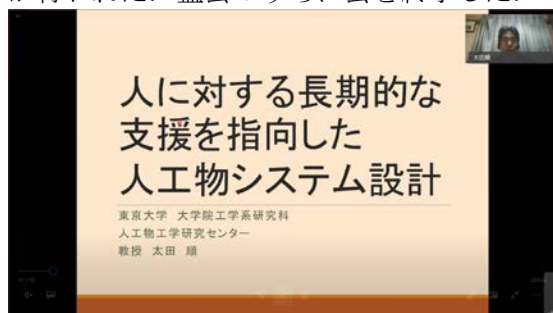 人に対する長期的な
支援を指向した
人工物システム設計
東京大学 大学院工学系研究科
人工物工学研究センター
教授 太田 順